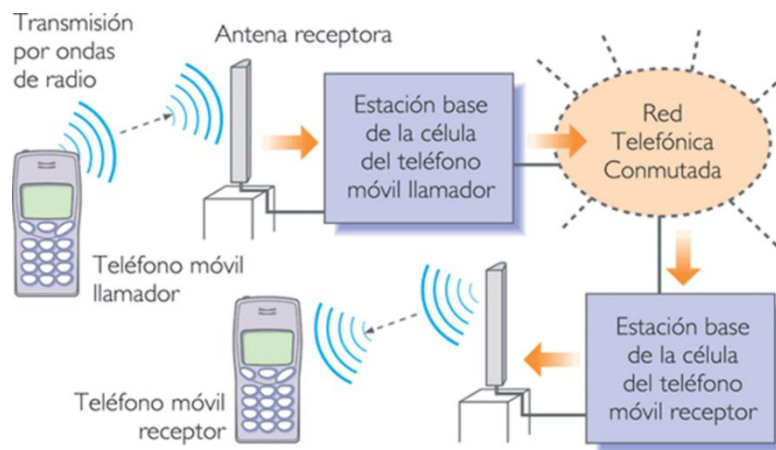 Transmisión
por ondas
de radio
Antena receptora
Estación base
de la célula
del teléfono
móvil llamador
Red
Telefónica
Conmutada
Teléfono móvil
llamador
Estación base
de la célula
del teléfono
móvil receptor
Teléfono móvil
receptor